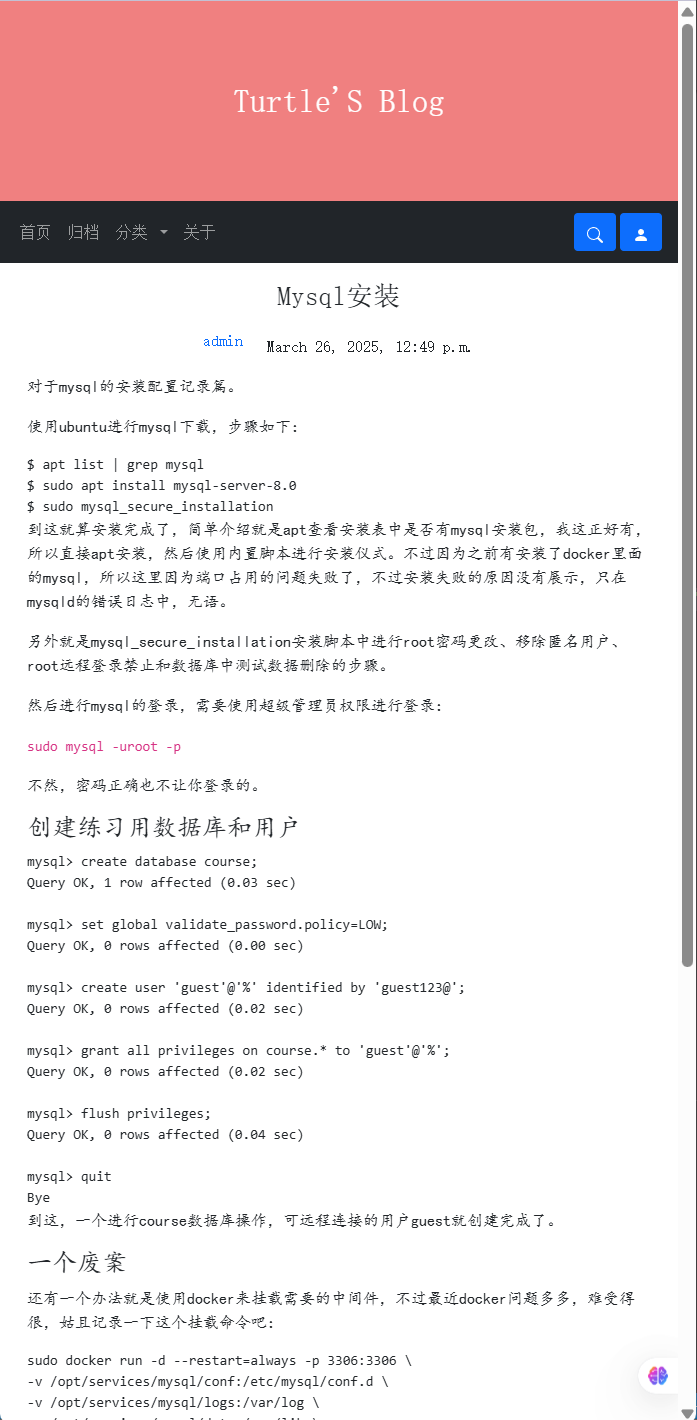 Turtle'S Blog
首页 归档 分类 关于
Mysql安装
admin March 26, 2025, 12:49 p.m.
对于mysql的安装配置记录篇。
使用ubuntu进行mysql下载，步骤如下：
$ apt list | grep mysql
$ sudo apt install mysql-server-8.0
$ sudo mysql_secure_installation
到这就算安装完成了，简单介绍就是apt查看安装表中是否有mysql安装包，我这正好有，
所以直接apt安装，然后使用内置脚本进行安装仪式。不过因为之前有安装了docker里面
的mysql，所以这里因为端口占用的问题失败了，不过安装失败的原因没有展示，只在
mysqld的错误日志中，无语。
另外就是mysql_secure_installation安装脚本中进行root密码更改、移除匿名用户、
root远程登录禁止和数据库中测试数据删除的步骤。
然后进行mysql的登录，需要使用超级管理员权限进行登录：
sudo mysql -uroot -p
不然，密码正确也不让你登录的。
创建练习用数据库和用户
mysql> create database course;
Query OK, 1 row affected (0.03 sec)
mysql> set global validate_password.policy=LOW;
Query OK, 0 rows affected (0.00 sec)
mysql> create user 'guest'@'%' identified by 'guest123@';
Query OK, 0 rows affected (0.02 sec)
mysql> grant all privileges on course.* to 'guest'@'%';
Query OK, 0 rows affected (0.02 sec)
mysql> flush privileges;
Query OK, 0 rows affected (0.04 sec)
mysql> quit
Bye
到这，一个进行course数据库操作，可远程连接的用户guest就创建完成了。
一个废案
还有一个办法就是使用docker来挂载需要的中间件，不过最近docker问题多多，难受得
很，姑且记录一下这个挂载命令吧：
sudo docker run -d --restart=always -p 3306:3306 \
-v /opt/services/mysql/conf:/etc/mysql/conf.d \
-v /opt/services/mysql/logs:/var/log \